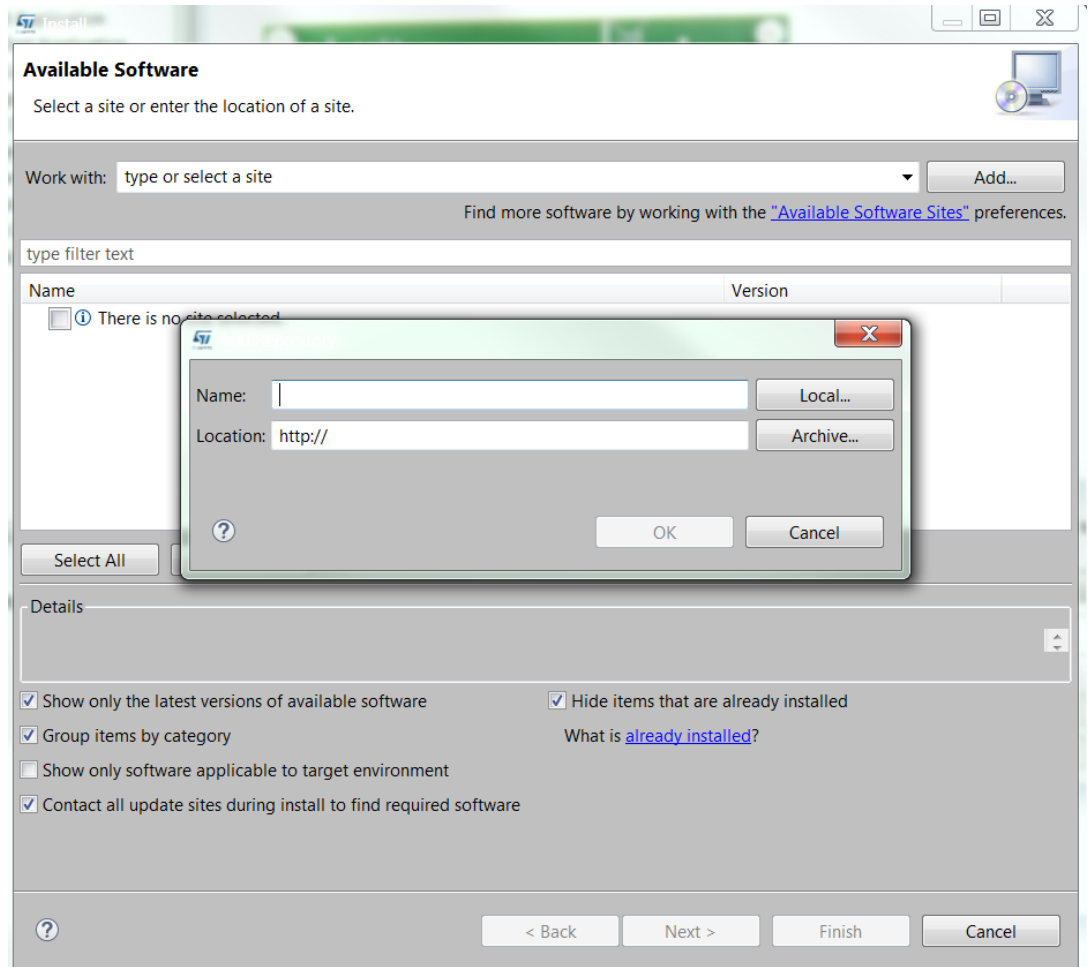 Install
Available Software
Select a site or enter the location of a site.
Work with: type or select a site Add...
Find more software by working with the "Available Software Sites" preferences.
type filter text
Name Version
There is no site selected
Name: Local...
Location: http:// Archive...
OK Cancel
Select All
Details
Show only the latest versions of available software Hide items that are already installed
Group items by category What is already installed?
Show only software applicable to target environment
Contact all update sites during install to find required software
< Back Next > Finish Cancel